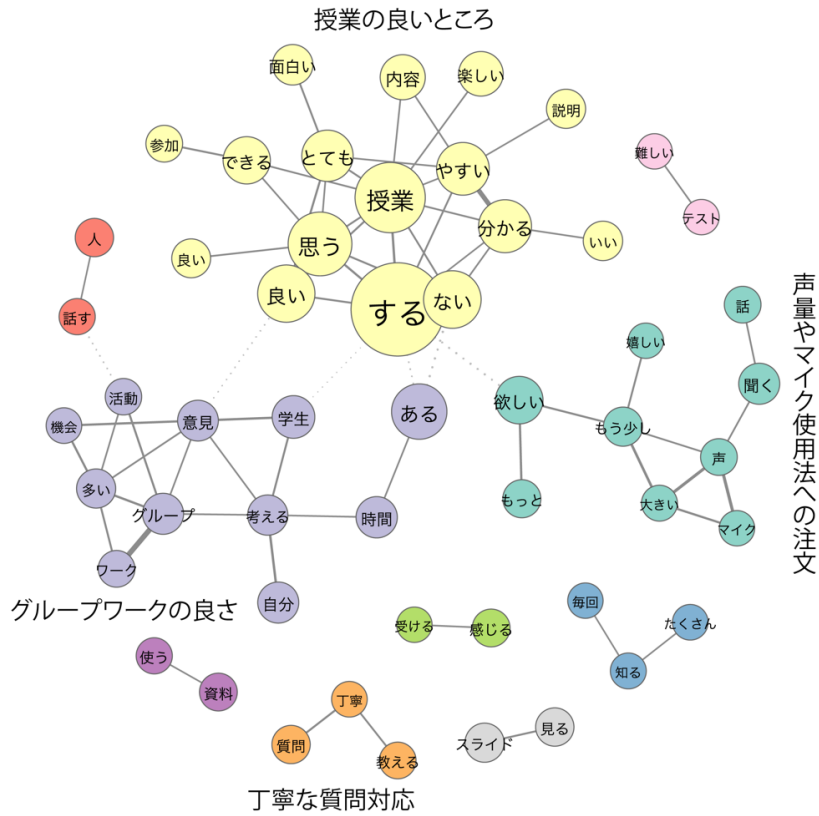 授業の良いところ
面白い
内容
楽しい
説明
参加
できる
とても
やすい
難しい
授業
テスト
人
良い
思う
分かる
いい
良い
する
ない
話す
話
嬉しい
聞く
声量やマイク使用法への注文
活動
機会
意見
学生
ある
欲しい
もう少し
声
多い
グループ
考える
時間
もっと
大きい
マイク
ワーク
自分
グループワークの良さ
受ける
感じる
毎回
たくさん
知る
使う
資料
丁寧
質問
教える
スライド
見る
丁寧な質問対応